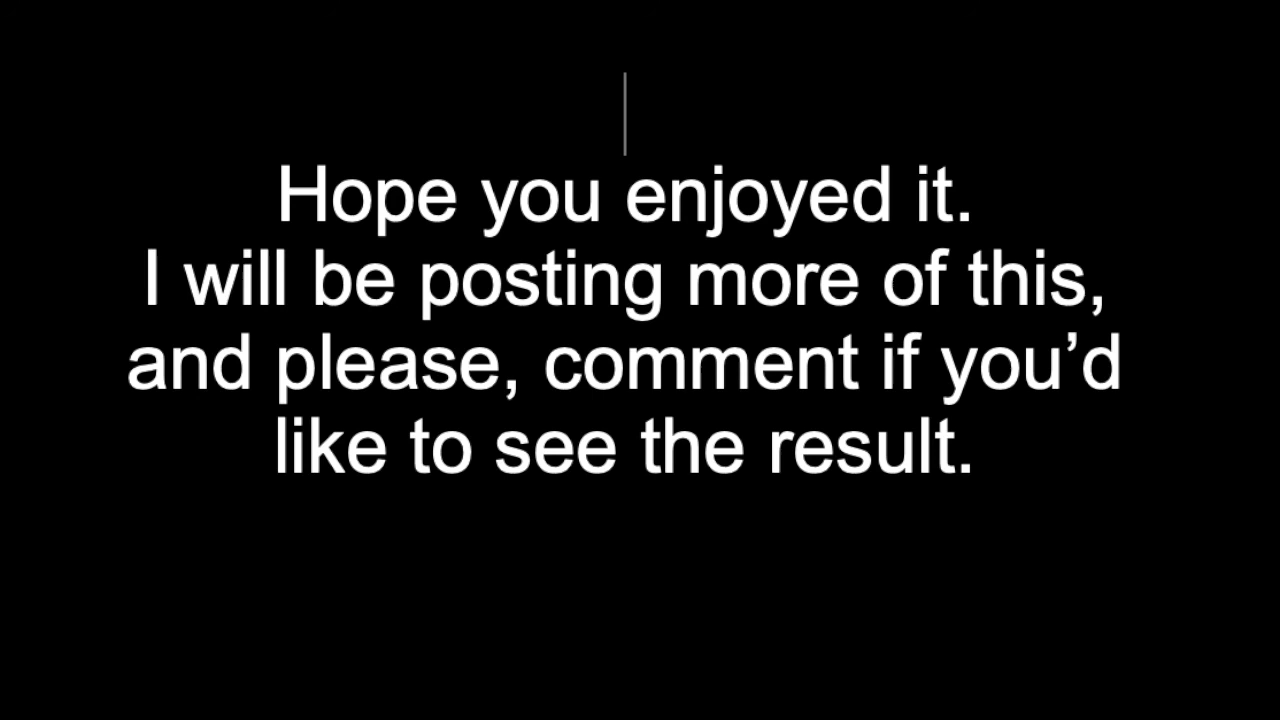 Hope you enjoyed it.
I will be posting more of this,
and please, comment if you’d
like to see the result.